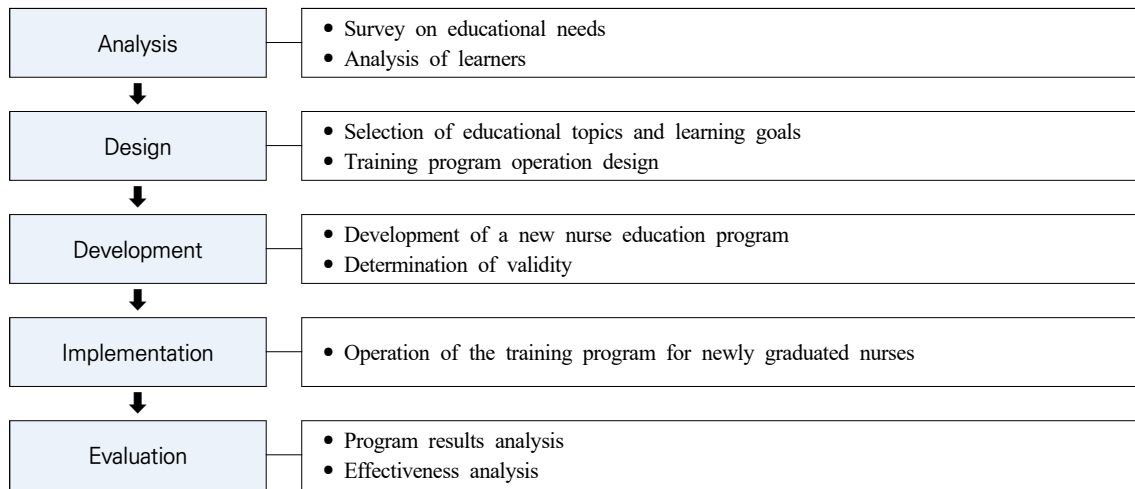 Analysis
• Survey on educational needs
• Analysis of learners
Design
• Selection of educational topics and learning goals
• Training program operation design
Development
• Development of a new nurse education program
• Determination of validity
Implementation
• Operation of the training program for newly graduated nurses
Evaluation
• Program results analysis
• Effectiveness analysis